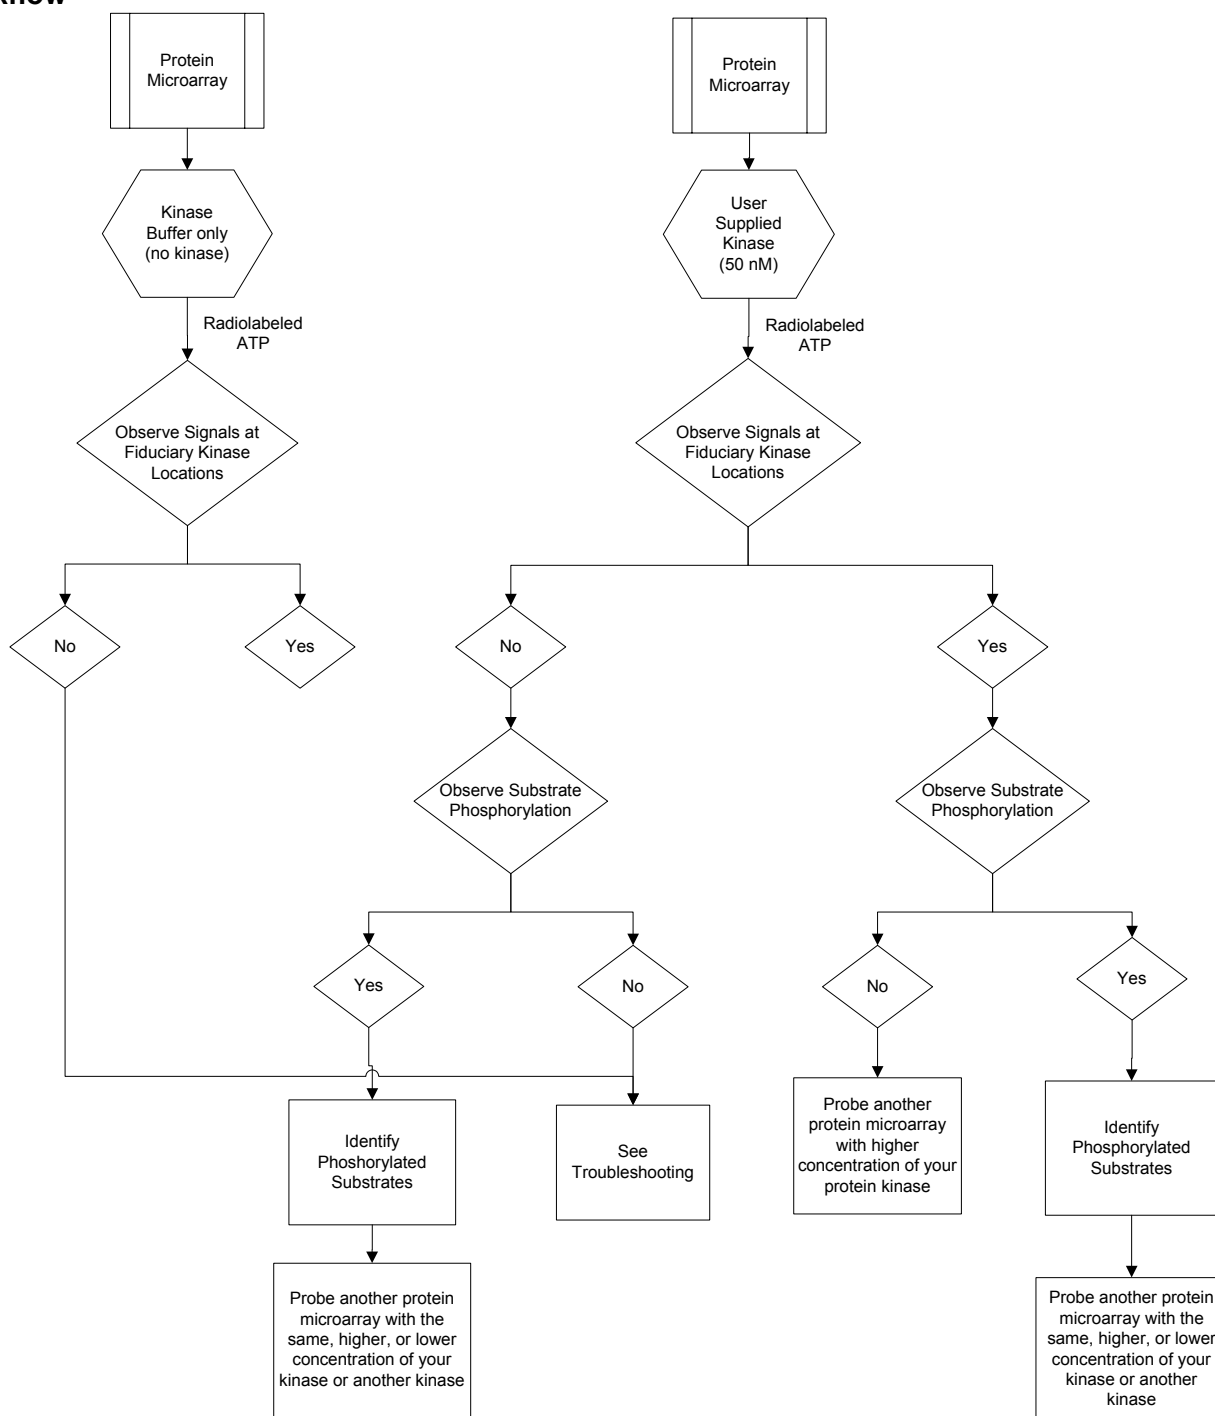 know
Protein
Microarray
Protein
Microarray
Kinase
Buffer only
(no kinase)
User
Supplied
Kinase
(50 nM)
Radiolabeled
ATP
Radiolabeled
ATP
Observe Signals at
Fiduciary Kinase
Locations
Observe Signals at
Fiduciary Kinase
Locations
No
Yes
No
Yes
Observe Substrate
Phosphorylation
Observe Substrate
Phosphorylation
Yes
No
No
Yes
Identify
Phoshorylated
Substrates
See
Troubleshooting
Probe another
protein microarray
with higher
concentration of your
protein kinase
Identify
Phosphorylated
Substrates
Probe another protein
microarray with the
same, higher, or lower
concentration of your
kinase or another kinase
Probe another protein
microarray with the
same, higher, or lower
concentration of your
kinase or another
kinase